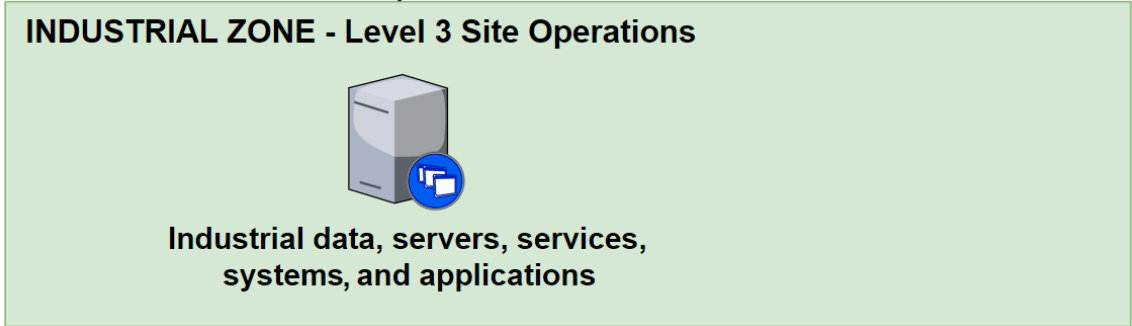 INDUSTRIAL ZONE - Level 3 Site Operations
Industrial data, servers, services,
systems, and applications